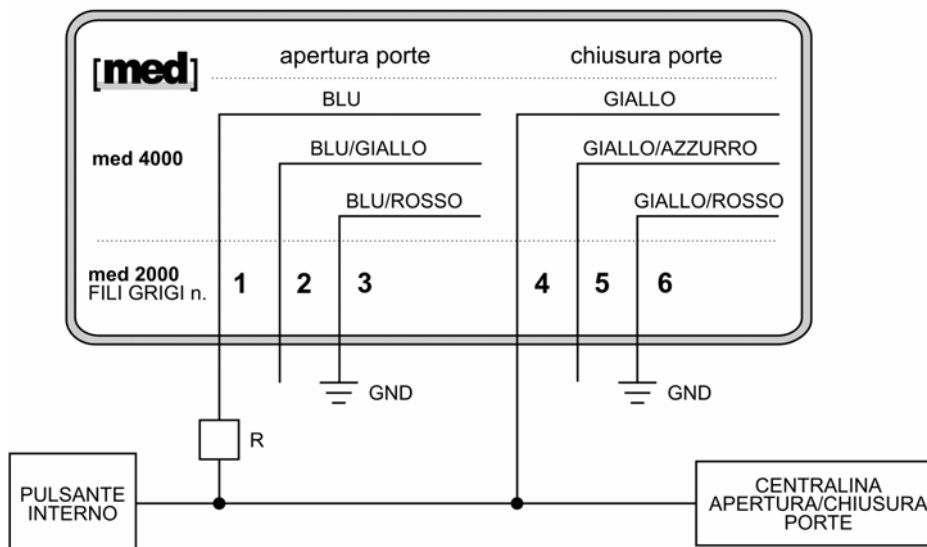 [med]
apertura porte
chiusura porte
BLU
GIALLO
med 4000
BLU/GIALLO
GIALLO/AZZURRO
BLU/ROSSO
GIALLO/ROSSO
med 2000
FILI GRIGI n.
1 2 3 4 5 6
GND
GND
R
PULSANTE
INTERNO
CENTRALINA
APERTURA/CHIUSURA
PORTE